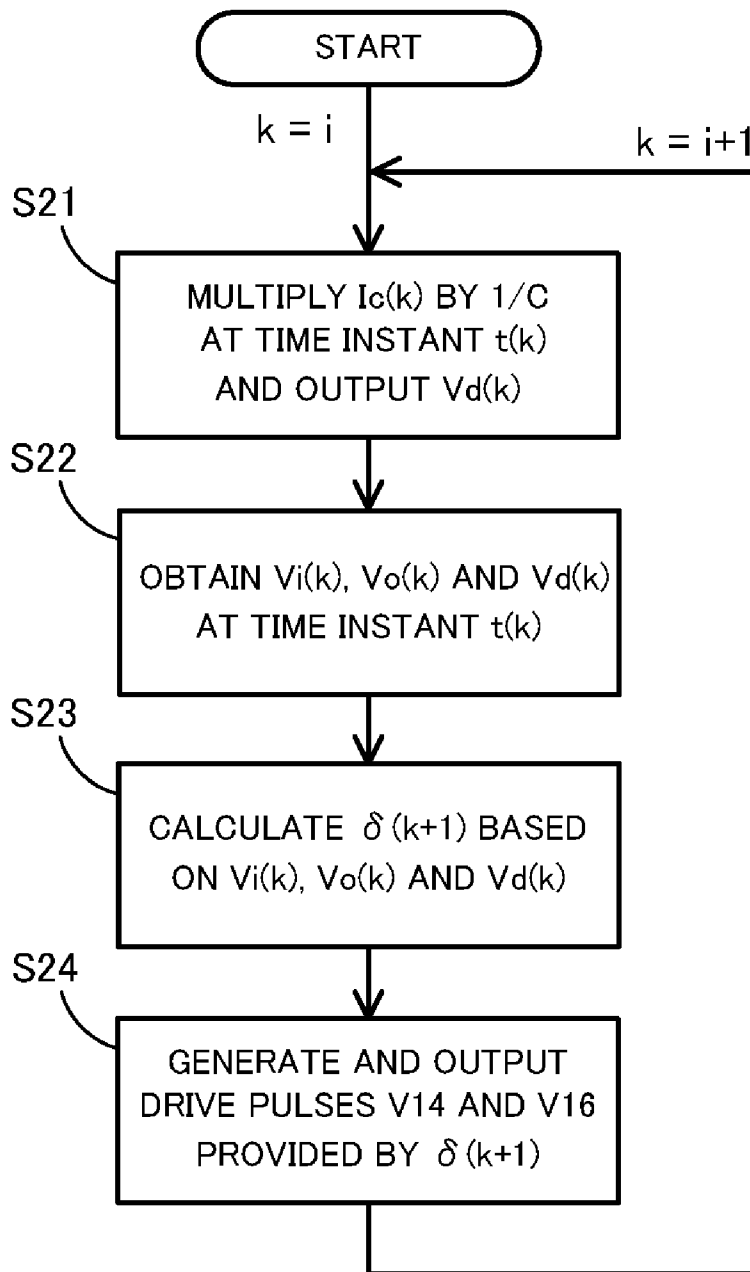 START
k = i
k = i+1
S21
MULTIPLY Ic(k) BY 1/C
AT TIME INSTANT t(k)
AND OUTPUT Vd(k)
S22
OBTAIN Vi(k), Vo(k) AND Vd(k)
AT TIME INSTANT t(k)
S23
CALCULATE δ(k+1) BASED
ON Vi(k), Vo(k) AND Vd(k)
S24
GENERATE AND OUTPUT
DRIVE PULSES V14 AND V16
PROVIDED BY δ(k+1)